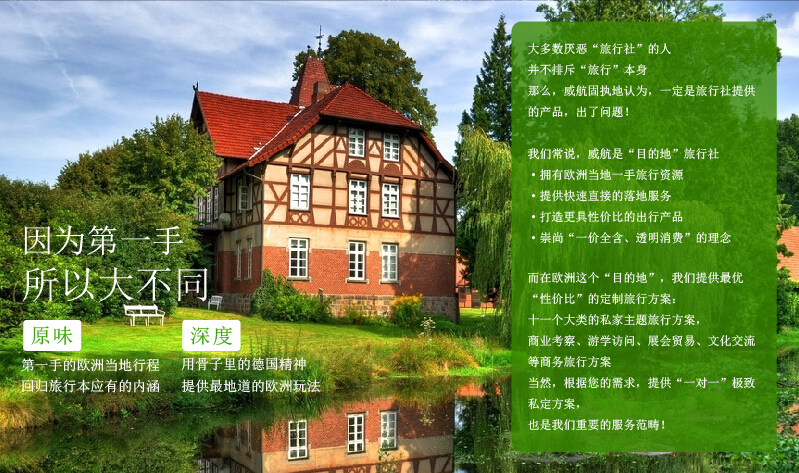 因为第一手
所以大不同
原味
第一手的欧洲当地行程
回归旅行本应有的内涵
深度
用骨子里的德国精神
提供最地道的欧洲玩法
大多数厌恶“旅行社”的人
并不排斥“旅行”本身
那么，威航固执地认为，一定是旅行社提供
的产品，出了问题！
我们常说，威航是“目的地”旅行社
·拥有欧洲当地一手旅行资源
·提供快速直接的落地服务
·打造更具性价比的出行产品
·崇尚“一价全含、透明消费”的理念
而在欧洲这个“目的地”，我们提供最优
“性价比”的定制旅行方案：
十一个大类的私家主题旅行方案，
商业考察、游学访问、展会贸易、文化交流
等商务旅行方案
当然，根据您的需求，提供“一对一”极致
私定方案，
也是我们重要的服务范畴！